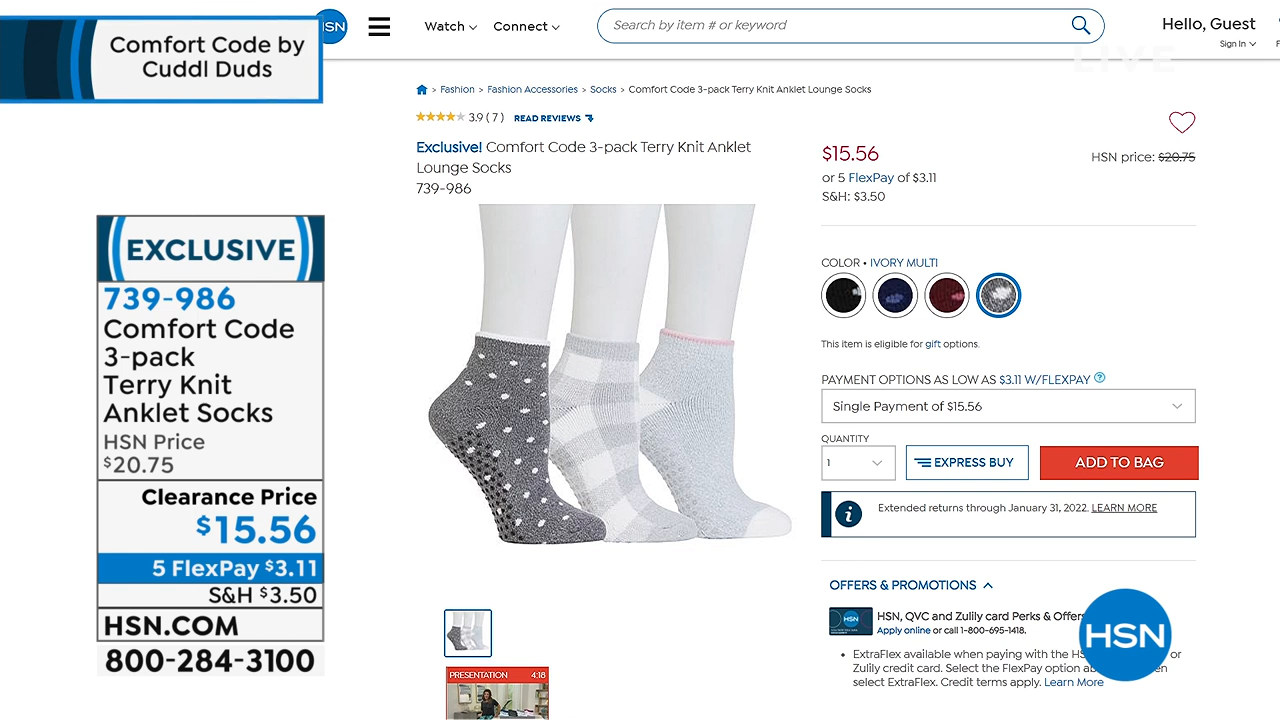 Comfort Code by
Cuddl Duds
HSN
Watch
Connect
Search by item # or keyword
Hello, Guest
Sign In
LIVE
> Fashion > Fashion Accessories > Socks > Comfort Code 3-pack Terry Knit Anklet Lounge Socks
3.9 ( 7 ) READ REVIEWS
Exclusive! Comfort Code 3-pack Terry Knit Anklet
Lounge Socks
739-986
$15.56
HSN price: $20.75
or 5 FlexPay of $3.11
S&H: $3.50
COLOR • IVORY MULTI
This item is eligible for gift options.
PAYMENT OPTIONS AS LOW AS $3.11 W/FLEXPAY ?
Single Payment of $15.56
QUANTITY
1
EXPRESS BUY
ADD TO BAG
Extended returns through January 31, 2022. LEARN MORE
OFFERS & PROMOTIONS
HSN
HSN, QVC and Zulily card Perks & Offers
Apply online or call 1-800-695-1418.
• ExtraFlex available when paying with the HS or
Zulily credit card. Select the FlexPay option
select ExtraFlex. Credit terms apply. Learn More
HSN
PRESENTATION 4:18
EXCLUSIVE
739-986
Comfort Code
3-pack
Terry Knit
Anklet Socks
HSN Price
$20.75
Clearance Price
$15.56
5 FlexPay $3.11
S&H $3.50
HSN.COM
800-284-3100